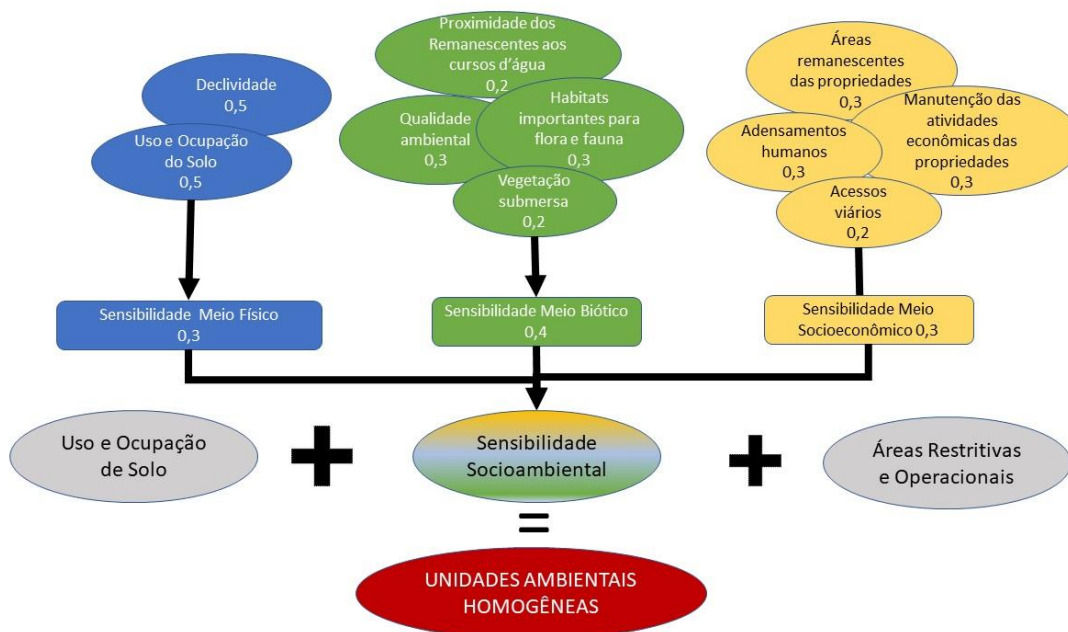 Declividade
0,5
Uso e Ocupação
do Solo
0,5
Proximidade dos
Remanescentes aos
cursos d'água
0,2
Qualidade
ambiental
0,3
Habitats
importantes para
flora e fauna
0,3
Vegetação
submersa
0,2
Áreas
remanescentes
das propriedades
0,3
Manutenção das
atividades
econômicas das
propriedades
0,3
Adensamentos
humanos
0,3
Acessos
viários
0,2
Sensibilidade Meio Físico
0,3
Sensibilidade Meio Biótico
0,4
Sensibilidade Meio
Socioeconômico 0,3
Uso e Ocupação
de Solo
+
Sensibilidade
Socioambiental
+
Áreas Restritivas
e Operacionais
=
UNIDADES AMBIENTAIS
HOMOGÊNEAS